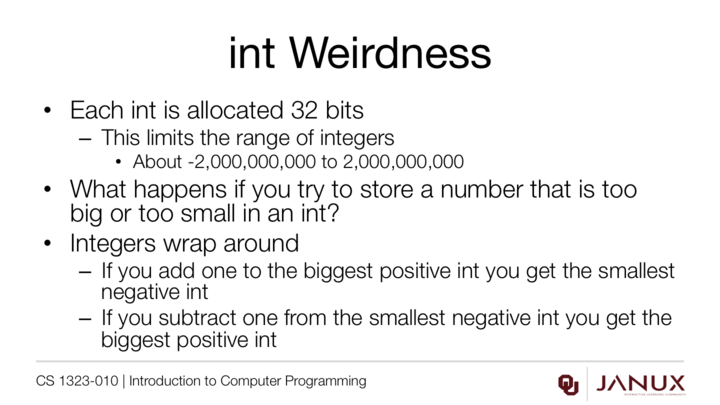 int Weirdness
• Each int is allocated 32 bits
– This limits the range of integers
• About -2,000,000,000 to 2,000,000,000
• What happens if you try to store a number that is too
big or too small in an int?
• Integers wrap around
– If you add one to the biggest positive int you get the smallest
negative int
– If you subtract one from the smallest negative int you get the
biggest positive int
CS 1323-010 | Introduction to Computer Programming
OU
JANUX
INTERACTIVE LEARNING COMMUNITY